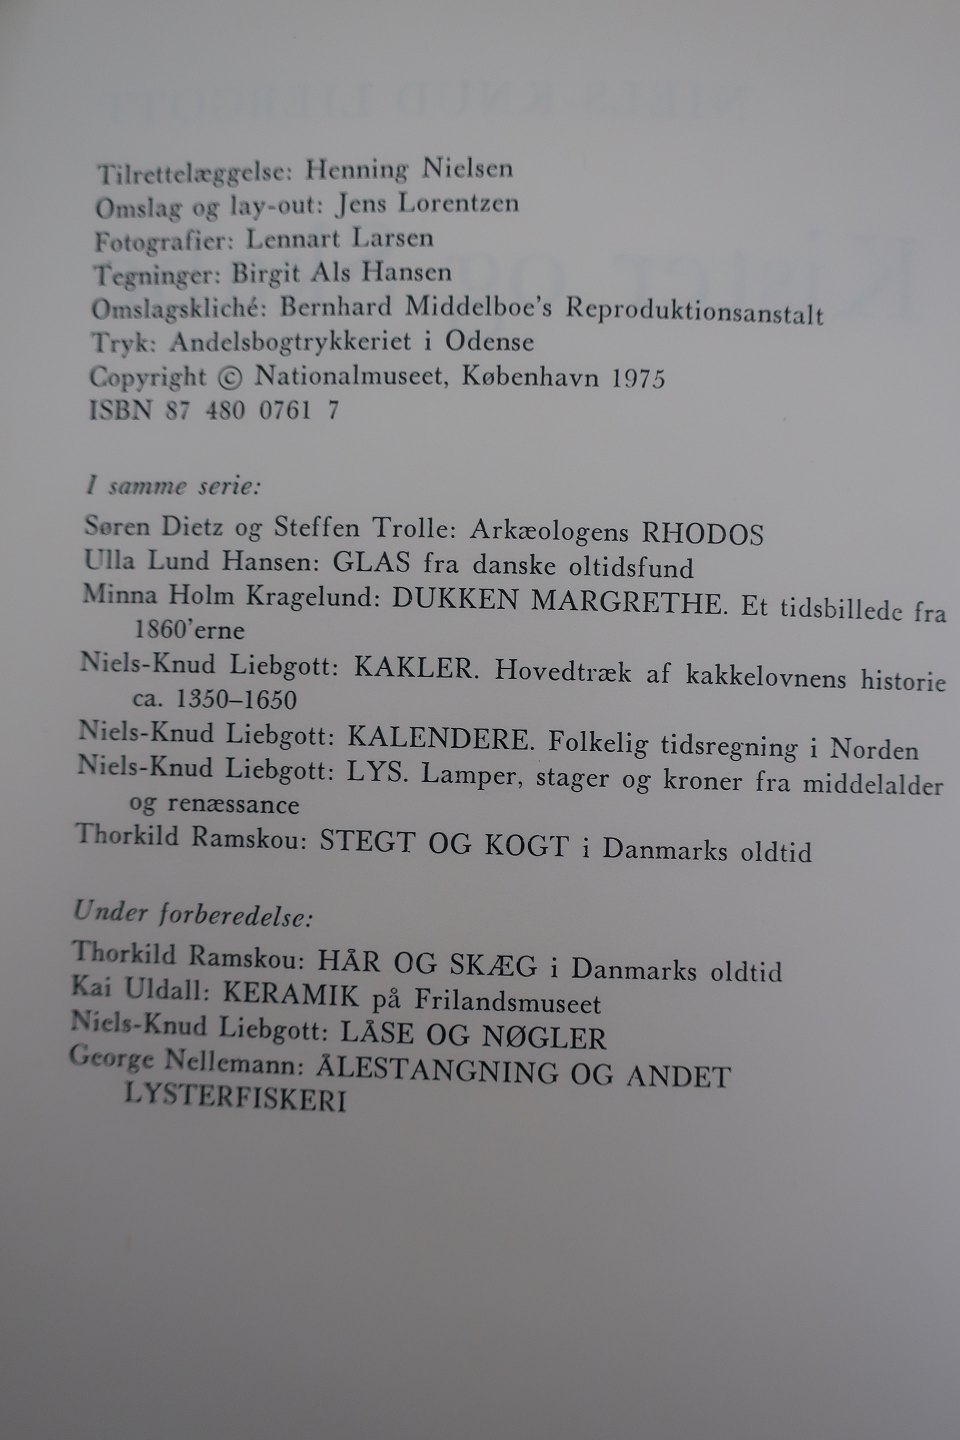 Tilrettelæggelse: Henning Nielsen
Omslag og lay-out: Jens Lorentzen
Fotografier: Lennart Larsen
Tegninger: Birgit Als Hansen
Omslagskliché: Bernhard Middelboe's Reproduktionsanstalt
Tryk: Andelsbogtrykkeriet i Odense
Copyright © Nationalmuseet, København 1975
ISBN 87 480 0761 7
I samme serie:
Søren Dietz og Steffen Trolle: Arkæologens RHODOS
Ulla Lund Hansen: GLAS fra danske oltidsfund
Minna Holm Kragelund: DUKKEN MARGRETHE. Et tidsbillede fra
1860'erne
Niels-Knud Liebgott: KAKLER. Hovedtræk af kakkelovnens historie
ca. 1350–1650
Niels-Knud Liebgott: KALENDERE. Folkelig tidsregning i Norden
Niels-Knud Liebgott: LYS. Lamper, stager og kroner fra middelalder
og renæssance
Thorkild Ramskou: STEGT OG KOGT i Danmarks oldtid
Under forberedelse:
Thorkild Ramskou: HÅR OG SKÆG i Danmarks oldtid
Kai Uldall: KERAMIK på Frilandsmuseet
Niels-Knud Liebgott: LÅSE OG NØGLER
George Nellemann: ÅLESTANGNING OG ANDET
LYSTERFISKERI